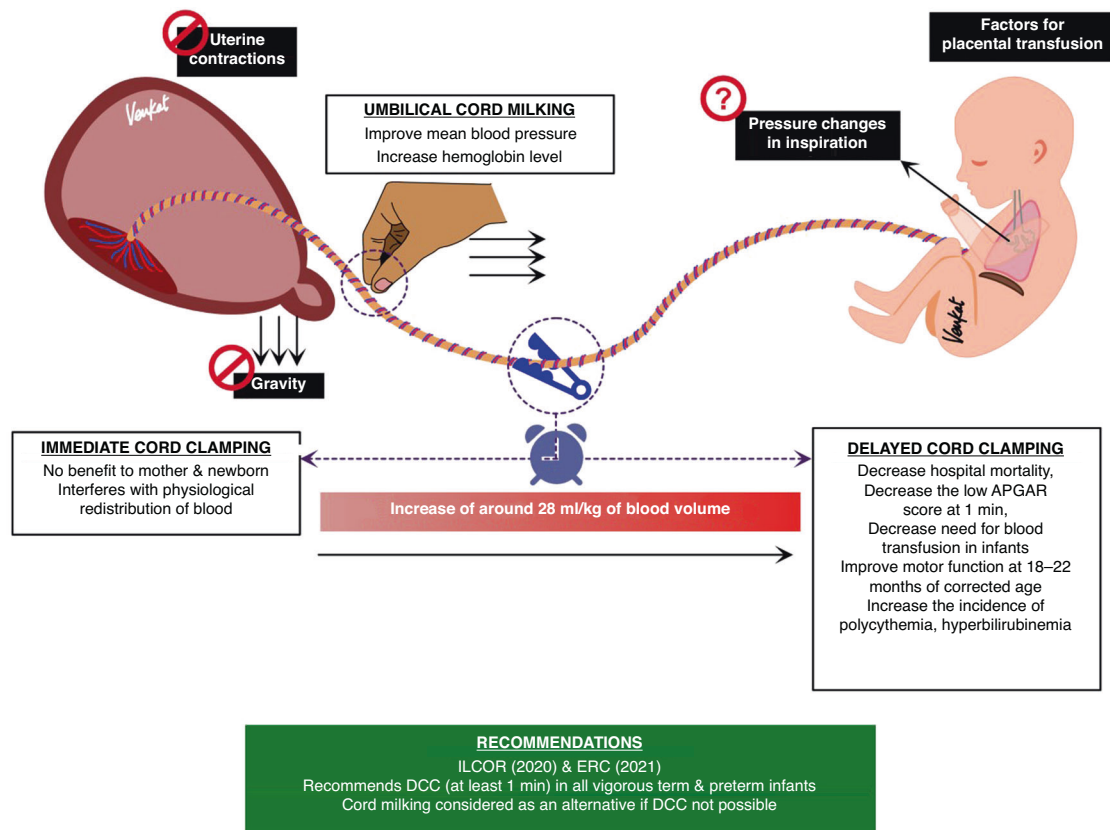 Uterine
contractions
Factors for
placental transfusion
Venkat
UMBILICAL CORD MILKING
Improve mean blood pressure
Increase hemoglobin level
?
Pressure changes
in inspiration
Venkat
Gravity
IMMEDIATE CORD CLAMPING
No benefit to mother & newborn
Interferes with physiological
redistribution of blood
Increase of around 28 ml/kg of blood volume
DELAYED CORD CLAMPING
Decrease hospital mortality,
Decrease the low APGAR
score at 1 min,
Decrease need for blood
transfusion in infants
Improve motor function at 18–22
months of corrected age
Increase the incidence of
polycythemia, hyperbilirubinemia
RECOMMENDATIONS
ILCOR (2020) & ERC (2021)
Recommends DCC (at least 1 min) in all vigorous term & preterm infants
Cord milking considered as an alternative if DCC not possible